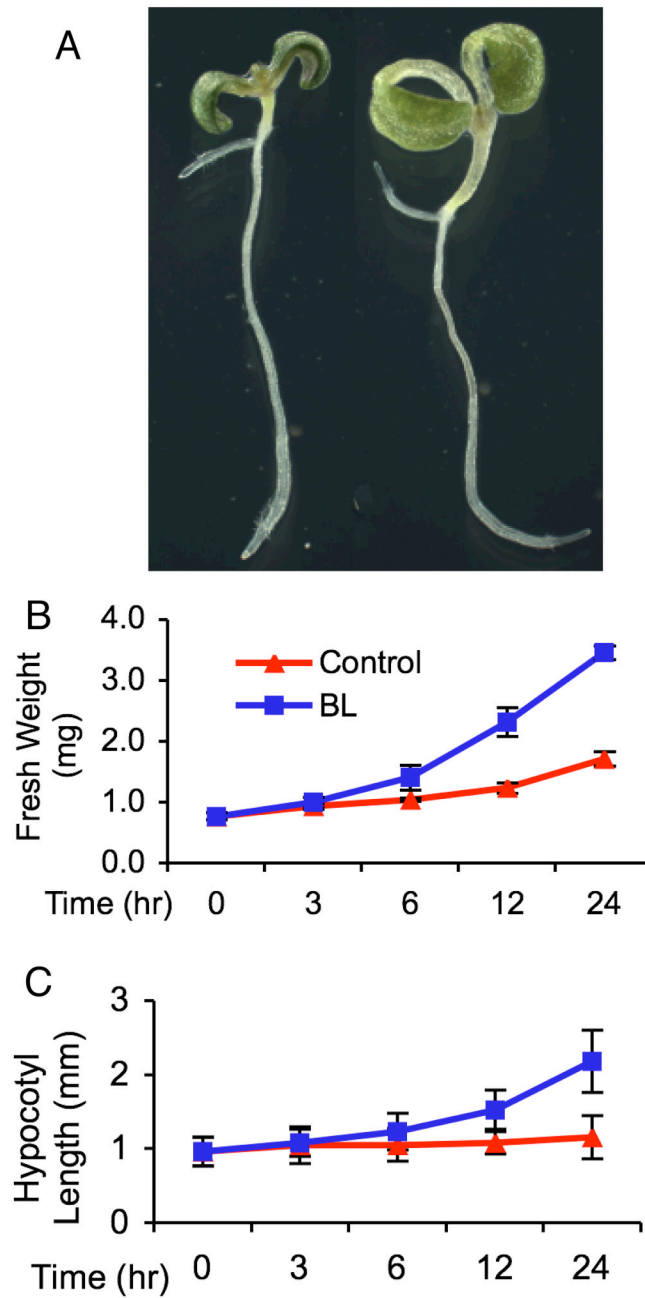 A
B
4.0
3.0
2.0
1.0
0.0
Fresh Weight
(mg)
Control
BL
Time (hr) 0 3 6 12 24
C
3
2
1
0
Hypocotyl
Length (mm)
Time (hr) 0 3 6 12 24